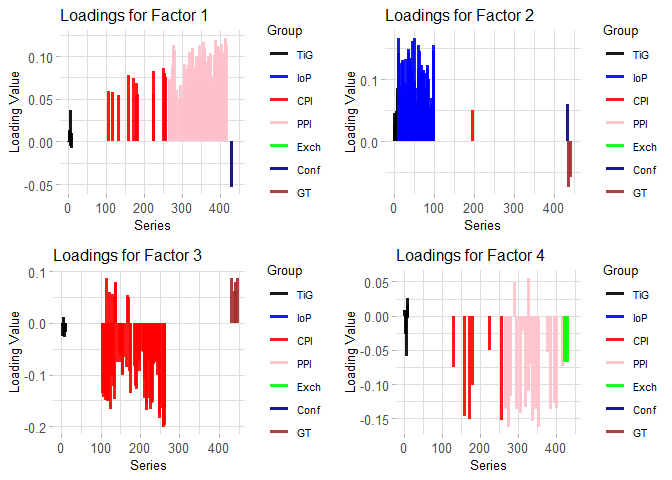 Loadings for Factor 1
Loading Value
0.10
0.05
0.00
-0.05
0 100 200 300 400
Series
Group
TiG
IoP
CPI
PPI
Exch
Conf
GT
Loadings for Factor 2
Loading Value
0.1
0.0
0 100 200 300 400
Series
Group
TiG
IoP
CPI
PPI
Exch
Conf
GT
Loadings for Factor 3
Loading Value
0.1
0.0
-0.1
-0.2
0 100 200 300 400
Series
Group
TiG
IoP
CPI
PPI
Exch
Conf
GT
Loadings for Factor 4
Loading Value
0.05
0.00
-0.05
-0.10
-0.15
0 100 200 300 400
Series
Group
TiG
IoP
CPI
PPI
Exch
Conf
GT